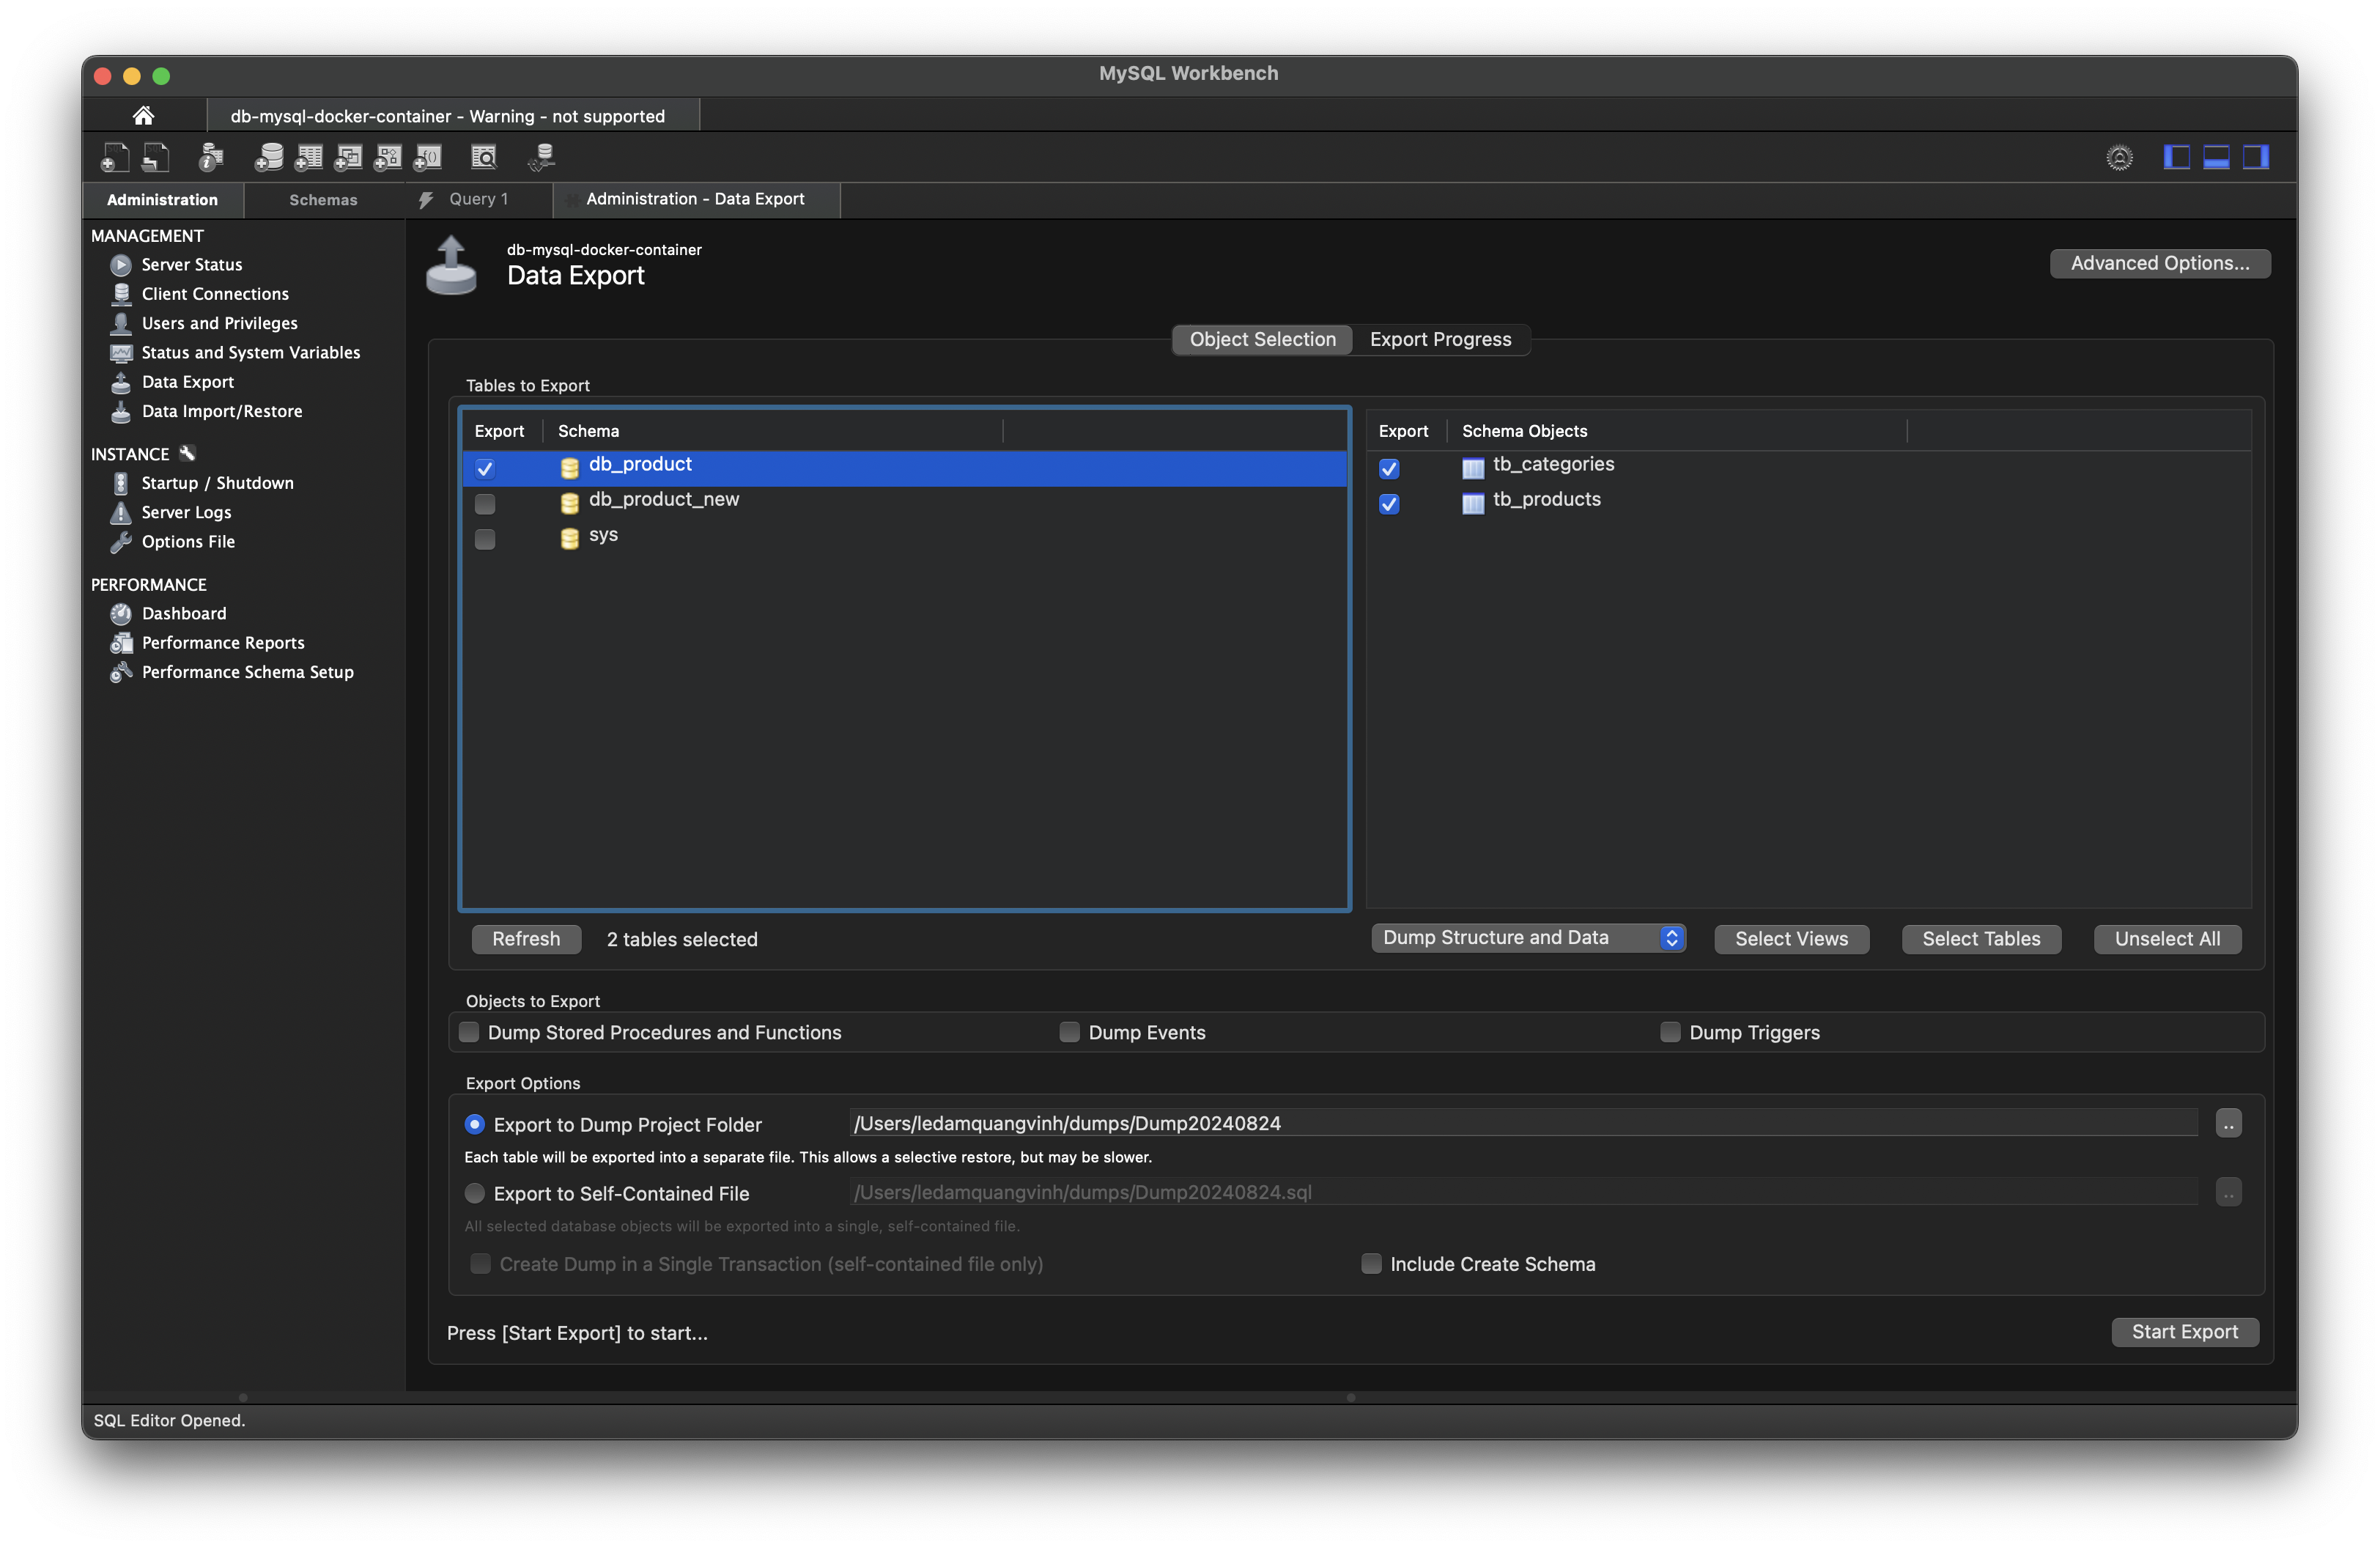 MySQL Workbench
db-mysql-docker-container - Warning - not supported
Administration
Schemas
Query 1
Administration - Data Export
MANAGEMENT
Server Status
Client Connections
Users and Privileges
Status and System Variables
Data Export
Data Import/Restore
INSTANCE
Startup / Shutdown
Server Logs
Options File
PERFORMANCE
Dashboard
Performance Reports
Performance Schema Setup
db-mysql-docker-container
Data Export
Advanced Options...
Object Selection
Export Progress
Tables to Export
Export Schema
db_product
db_product_new
sys
Export Schema Objects
tb_categories
tb_products
Refresh
2 tables selected
Dump Structure and Data
Select Views
Select Tables
Unselect All
Objects to Export
Dump Stored Procedures and Functions
Dump Events
Dump Triggers
Export Options
Export to Dump Project Folder
/Users/ledamquangvinh/dumps/Dump20240824
..
Each table will be exported into a separate file. This allows a selective restore, but may be slower.
Export to Self-Contained File
/Users/ledamquangvinh/dumps/Dump20240824.sql
..
All selected database objects will be exported into a single, self-contained file.
Create Dump in a Single Transaction (self-contained file only)
Include Create Schema
Press [Start Export] to start...
Start Export
SQL Editor Opened.